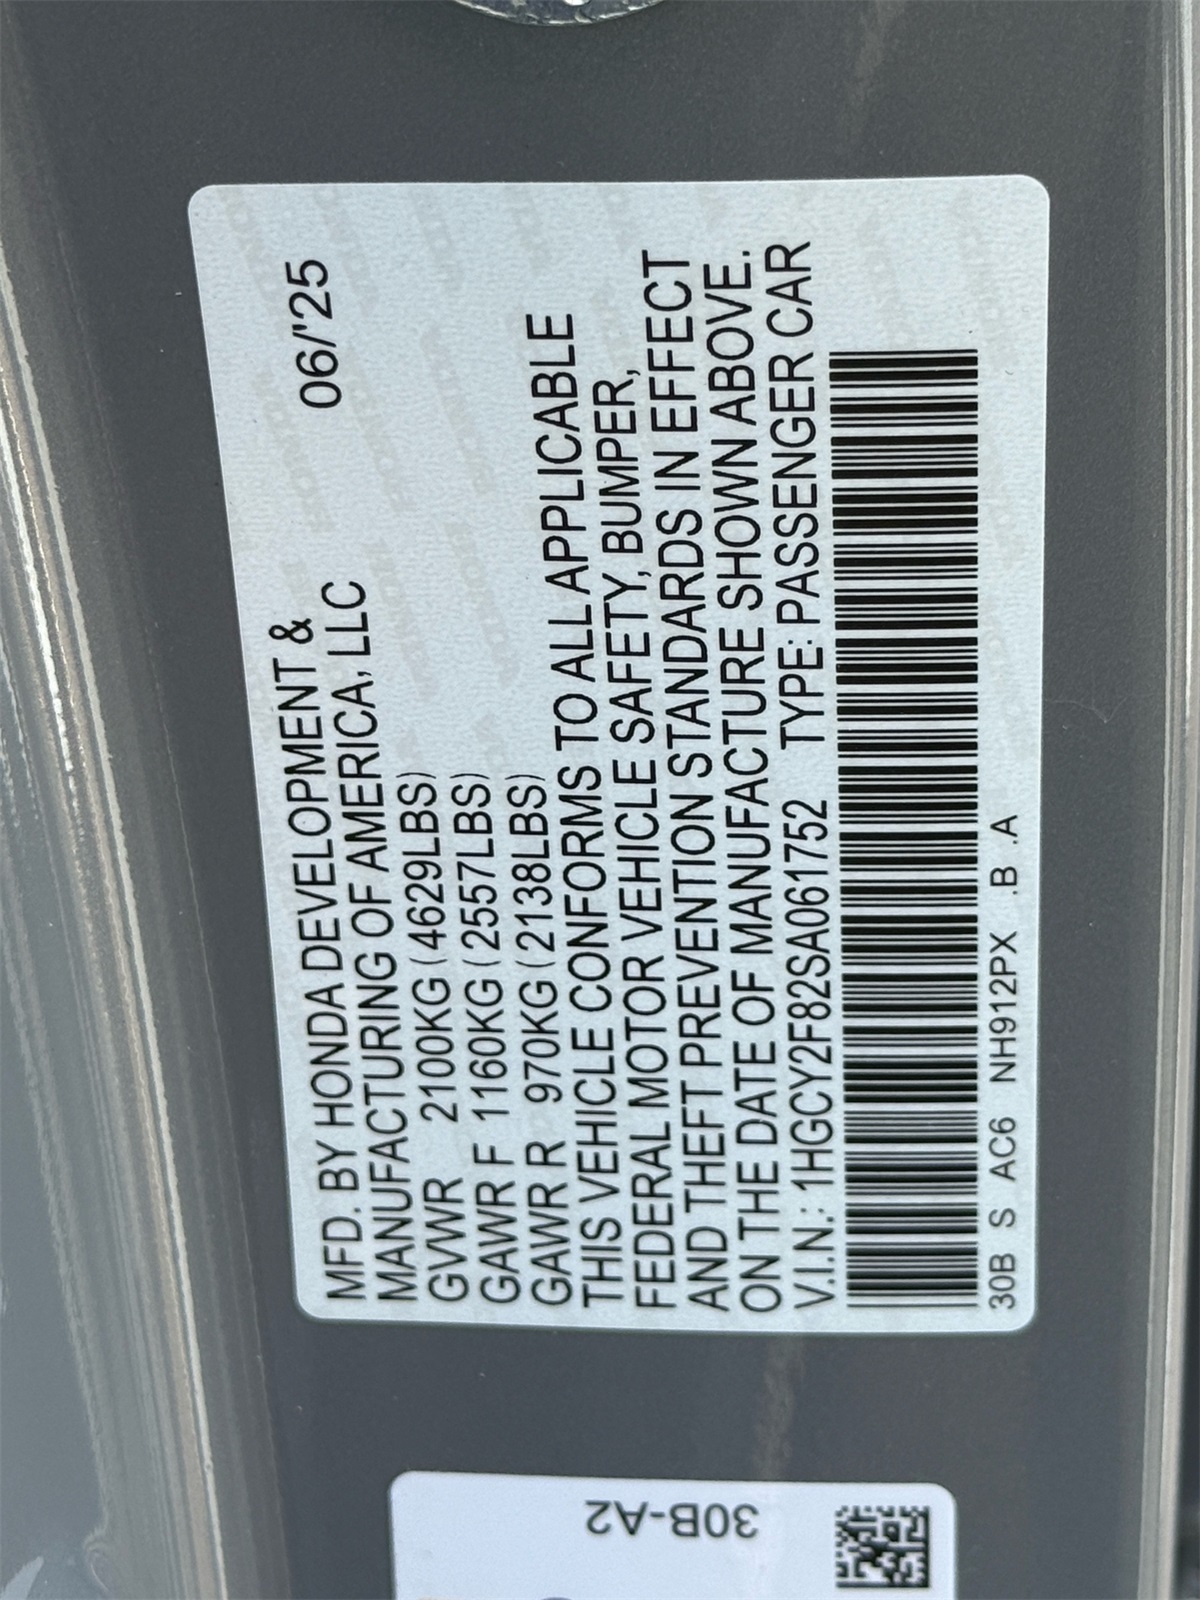 MFD. BY HONDA DEVELOPMENT & 06/'25
MANUFACTURING OF AMERICA, LLC
GVWR 2100KG (4629LBS)
GAWR F 1160KG (2557LBS)
GAWR R 970KG (2138LBS)
THIS VEHICLE CONFORMS TO ALL APPLICABLE
FEDERAL MOTOR VEHICLE SAFETY, BUMPER,
AND THEFT PREVENTION STANDARDS IN EFFECT
ON THE DATE OF MANUFACTURE SHOWN ABOVE.
V.I.N.: 1HGCY2F82SA061752 TYPE: PASSENGER CAR
30B S AC6 NH912PX .B .A
30B-A2